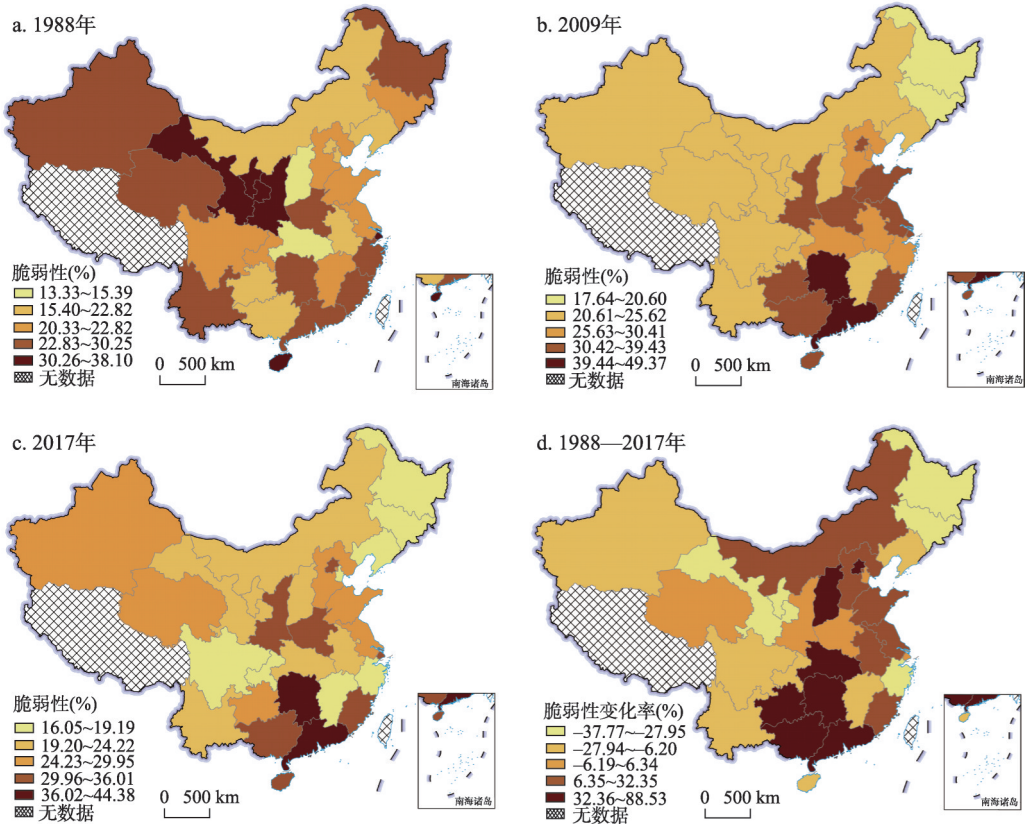 a. 1988年
脆弱性(%)
13.33~15.39
15.40~22.82
20.33~22.82
22.83~30.25
30.26~38.10
无数据
0 500 km
南海诸岛
b. 2009年
脆弱性(%)
17.64~20.60
20.61~25.62
25.63~30.41
30.42~39.43
39.44~49.37
无数据
0 500 km
南海诸岛
c. 2017年
脆弱性(%)
16.05~19.19
19.20~24.22
24.23~29.95
29.96~36.01
36.02~44.38
无数据
0 500 km
南海诸岛
d. 1988—2017年
脆弱性变化率(%)
−37.77~−27.95
−27.94~−6.20
−6.19~6.34
6.35~32.35
32.36~88.53
无数据
0 500 km
南海诸岛